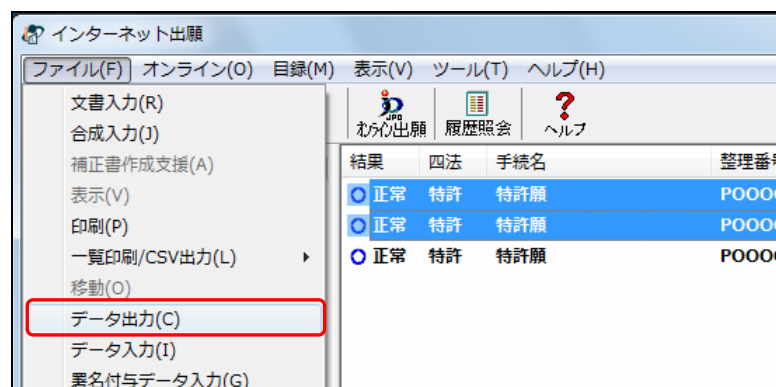 インターネット出願
ファイル(F) オンライン(O) 目録(M) 表示(V) ツール(T) ヘルプ(H)
文書入力(R)
合成入力(J)
補正書作成支援(A)
表示(V)
印刷(P)
一覧印刷/CSV出力(L)
移動(O)
データ出力(C)
データ入力(I)
署名付与データ入力(G)
JPO
オンライン出願 履歴照会 ヘルプ
結果 四法 手続名 整理番号
正常 特許 特許願 P000
正常 特許 特許願 P000
正常 特許 特許願 P000